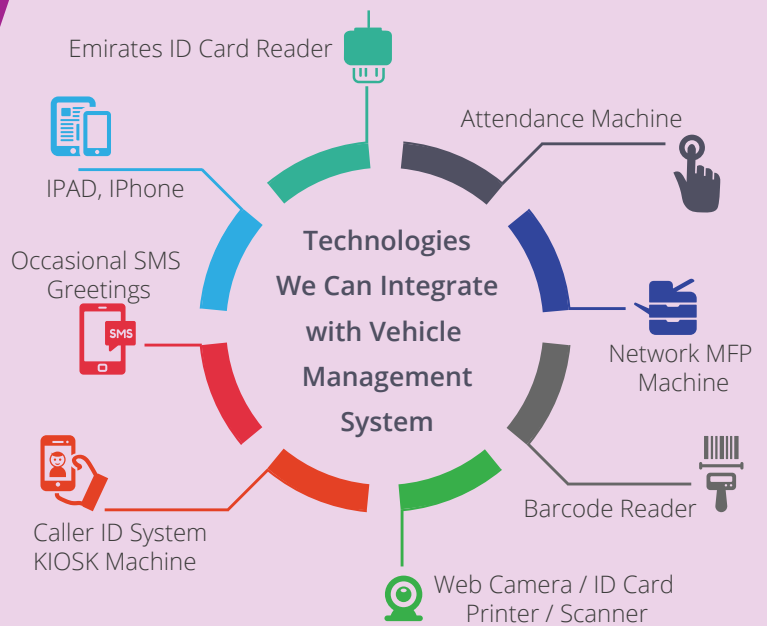 Emirates ID Card Reader
Attendance Machine
IPAD, IPhone
Technologies
We Can Integrate
with Vehicle
Management
System
Occasional SMS
Greetings
SMS
Network MFP
Machine
Barcode Reader
Caller ID System
KIOSK Machine
Web Camera / ID Card
Printer / Scanner